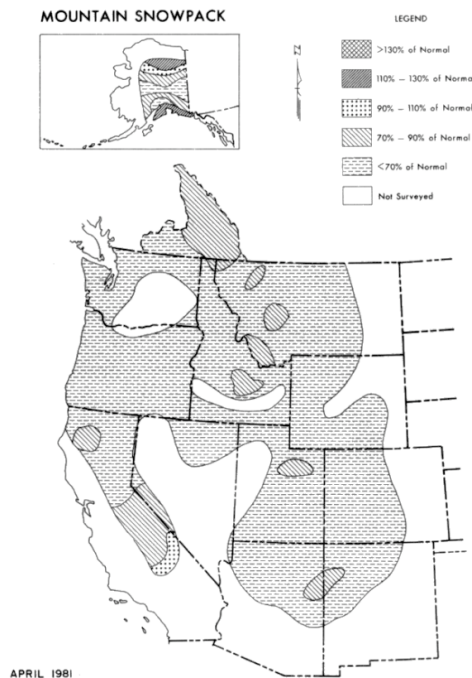 MOUNTAIN SNOWPACK
LEGEND
>130% of Normal
110% – 130% of Normal
90% – 110% of Normal
70% – 90% of Normal
<70% of Normal
Not Surveyed
APRIL 1981